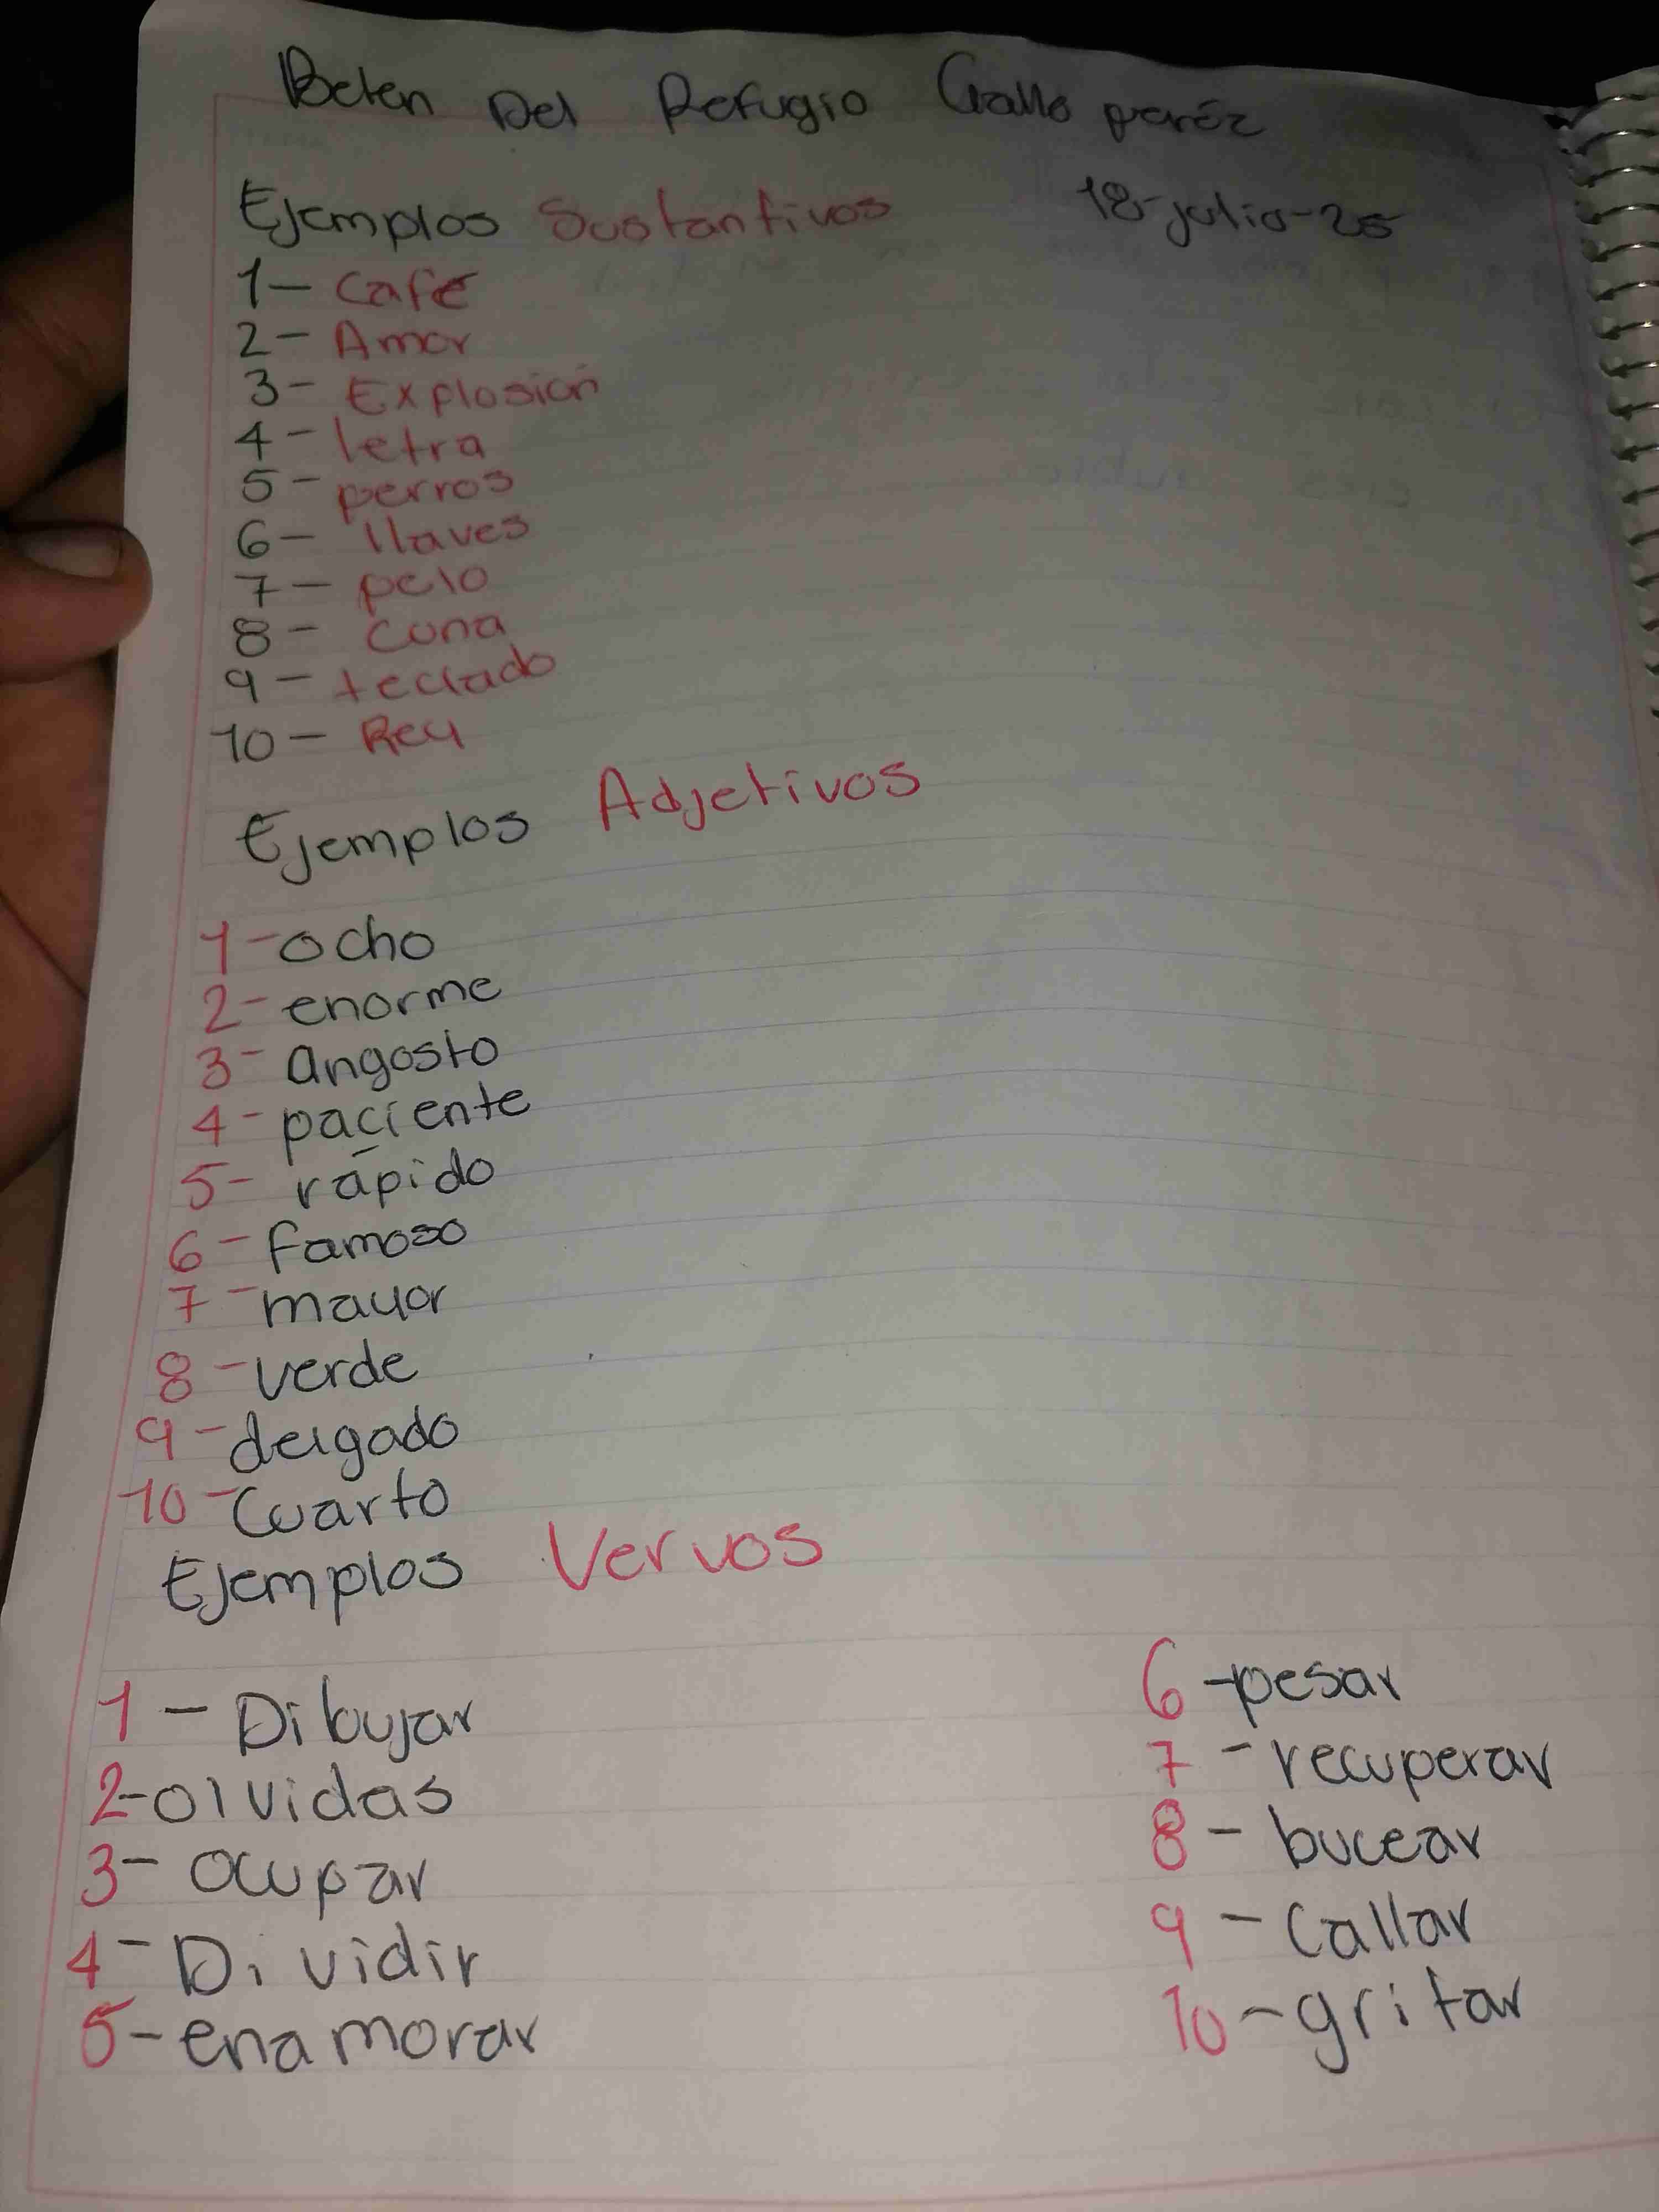 Belen Del Refugio Gallo peréz
Ejemplos Sustantivos 18-julio-25
1- Café
2- Amor
3- Explosión
4- letra
5- perros
6- llaves
7- pelo
8- cuna
9- teclado
10- Rey
Ejemplos Adjetivos
1- ocho
2- enorme
3- angosto
4- paciente
5- rápido
6- famoso
7- mayor
8- verde
9- delgado
10- Cuarto
Ejemplos Vervos
1- Dibujar
2- olvidas
3- ocupar
4- Dividir
5- enamorar
6- pesar
7- recuperar
8- bucear
9- Callar
10- gritar